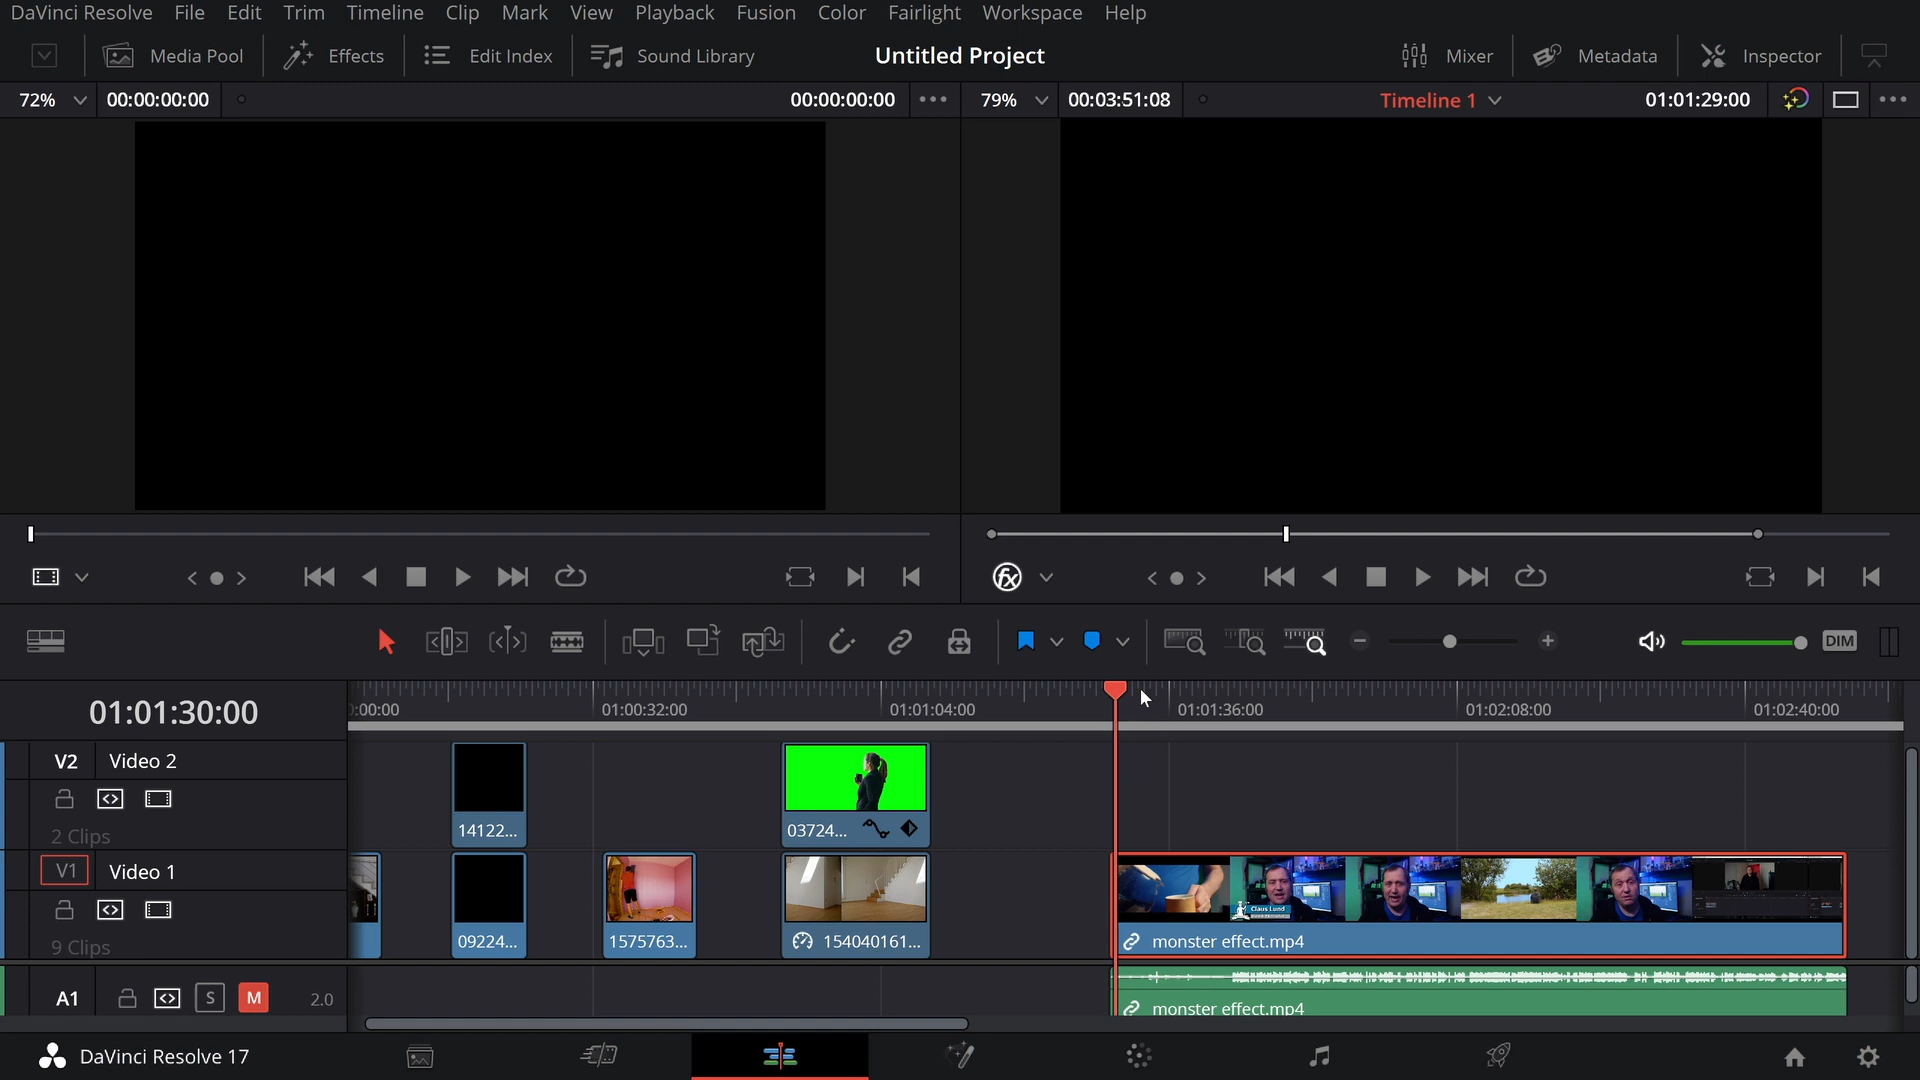 DaVinci Resolve File Edit Trim Timeline Clip Mark View Playback Fusion Color Fairlight Workspace Help
Media Pool Effects Edit Index Sound Library Untitled Project Mixer Metadata Inspector
72% 00:00:00:00 00:00:00:00 79% 00:03:51:08 Timeline 1 01:01:29:00
DIM
01:01:30:00 0:00:00 01:00:32:00 01:01:04:00 01:01:36:00 01:02:08:00 01:02:40:00
V2 Video 2
2 Clips 14122... 03724...
V1 Video 1
Claus Lund
9 Clips 09224... 1575763... 154040161... monster effect.mp4
A1 S M 2.0 monster effect.mp4
DaVinci Resolve 17